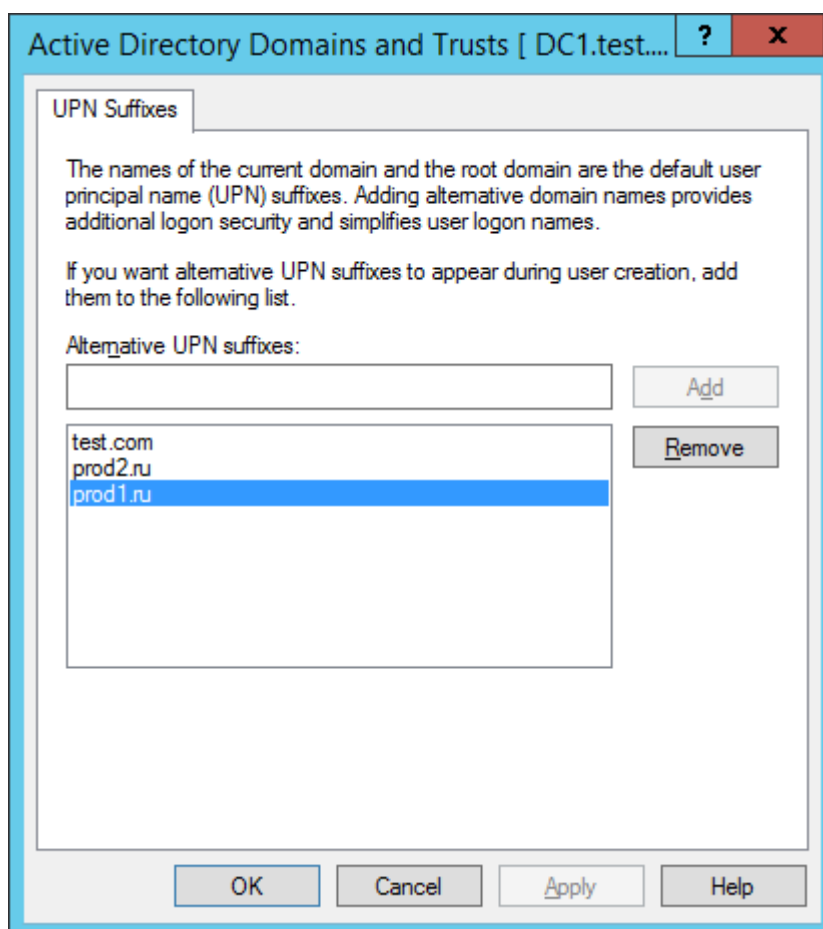 Active Directory Domains and Trusts [ DC1.test....
?
x
UPN Suffixes
The names of the current domain and the root domain are the default user
principal name (UPN) suffixes. Adding alternative domain names provides
additional logon security and simplifies user logon names.
If you want alternative UPN suffixes to appear during user creation, add
them to the following list.
Alternative UPN suffixes:
Add
test.com
Remove
prod2.ru
prod1.ru
OK
Cancel
Apply
Help